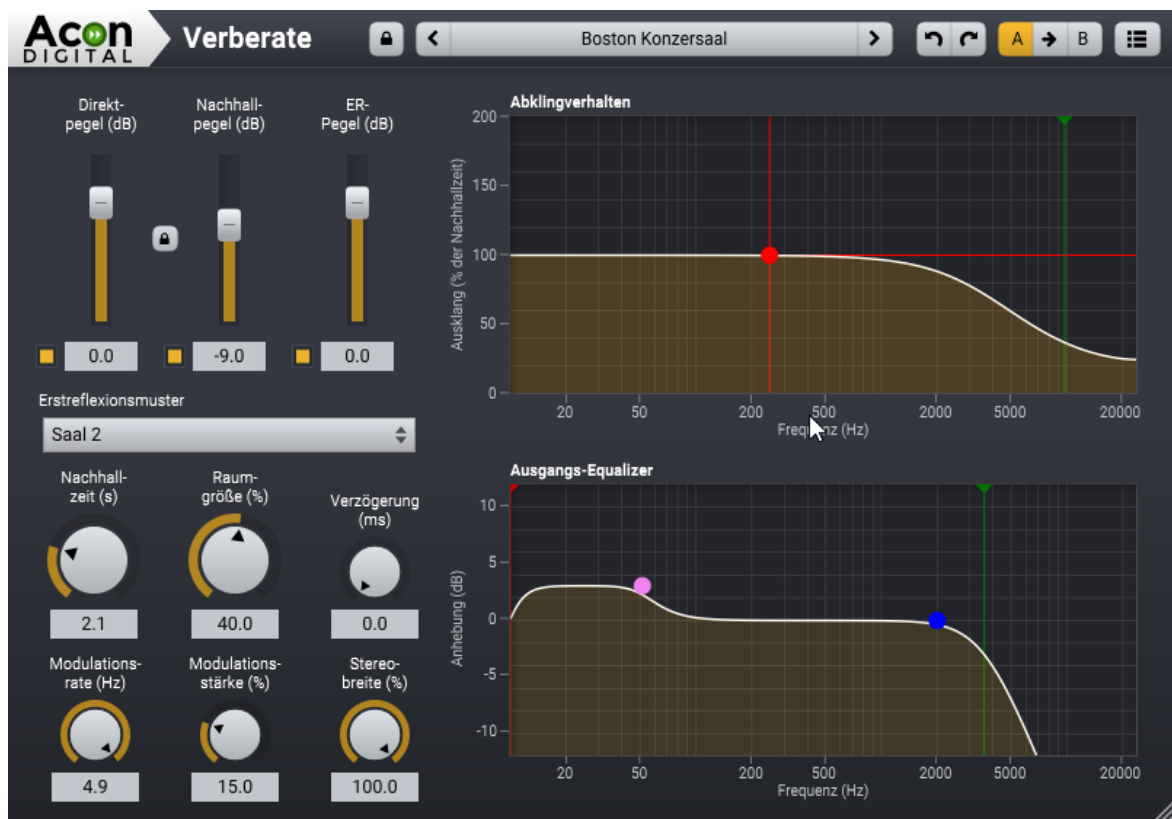 Acon
DIGITAL
Verberate
Boston Konzersaal
A
B
Direkt-
pegel (dB)
Nachhall-
pegel (dB)
ER-
Pegel (dB)
0.0
-9.0
0.0
Erstreflexionsmuster
Saal 2
Nachhall-
zeit (s)
Raum-
größe (%)
Verzögerung
(ms)
2.1
40.0
0.0
Modulations-
rate (Hz)
Modulations-
stärke (%)
Stereo-
breite (%)
4.9
15.0
100.0
Abklingverhalten
Ausklang (% der Nachhallzeit)
200
150
100
50
0
20
50
200
500
2000
5000
20000
Frequenz (Hz)
Ausgangs-Equalizer
Anhebung (dB)
10
5
0
-5
-10
20
50
200
500
2000
5000
20000
Frequenz (Hz)